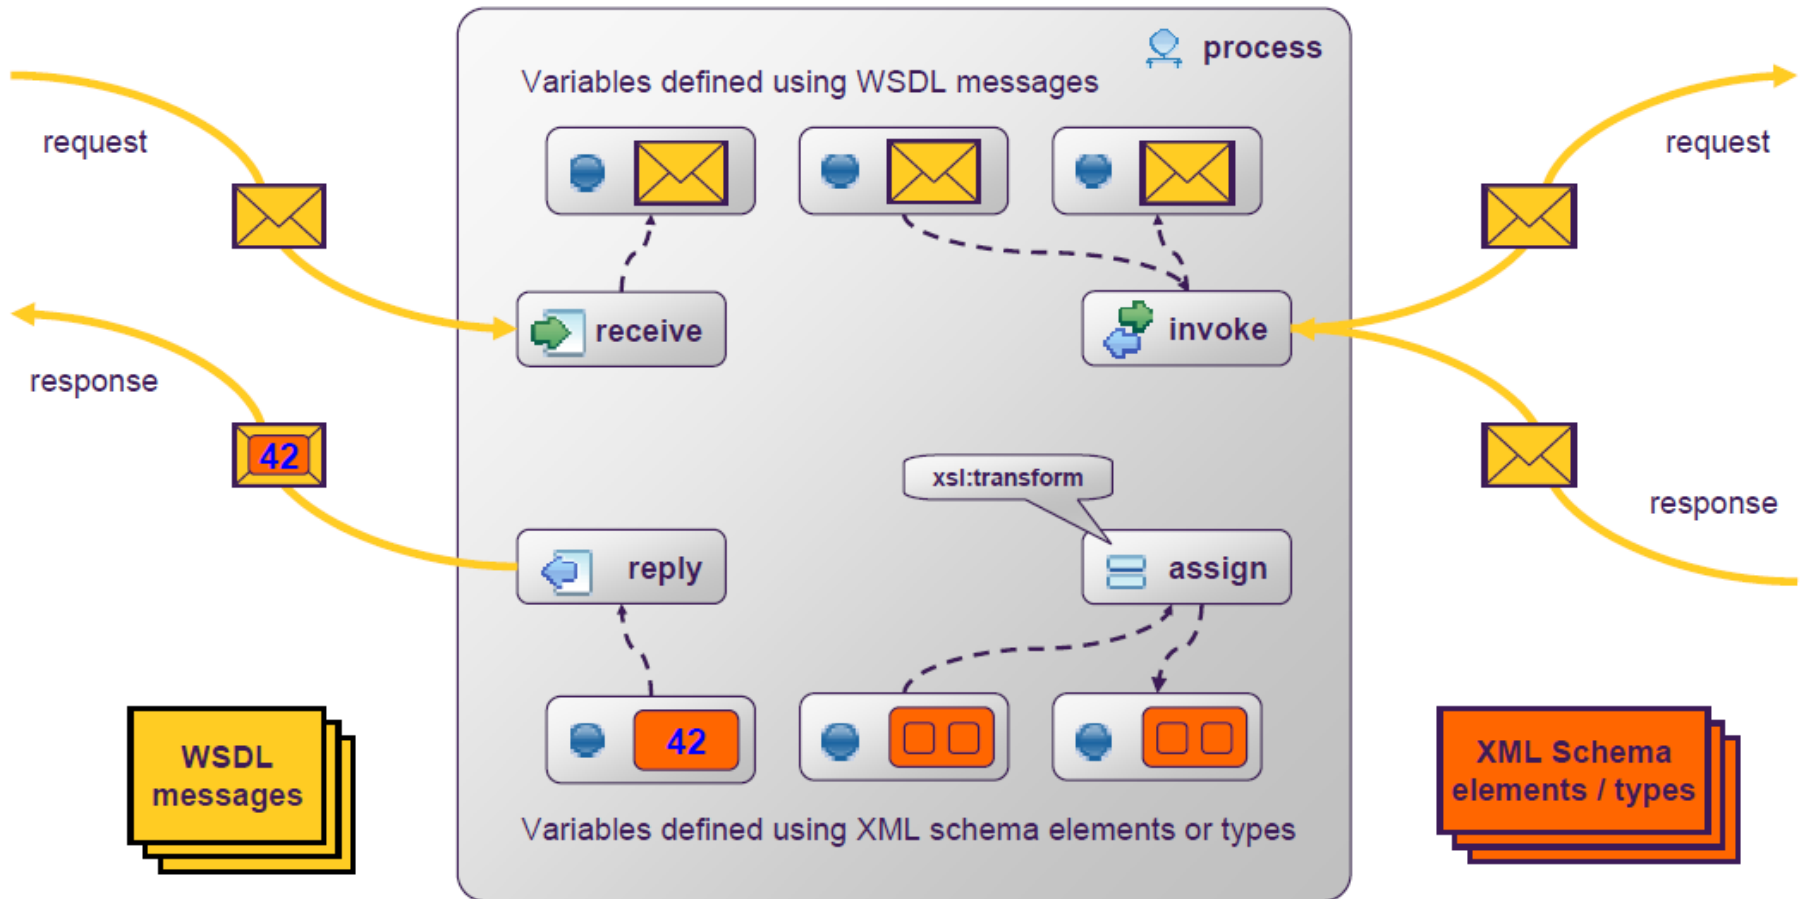 process
Variables defined using WSDL messages
request
request
receive
invoke
response
42
xsl:transform
response
reply
assign
42
WSDL
messages
XML Schema
elements / types
Variables defined using XML schema elements or types